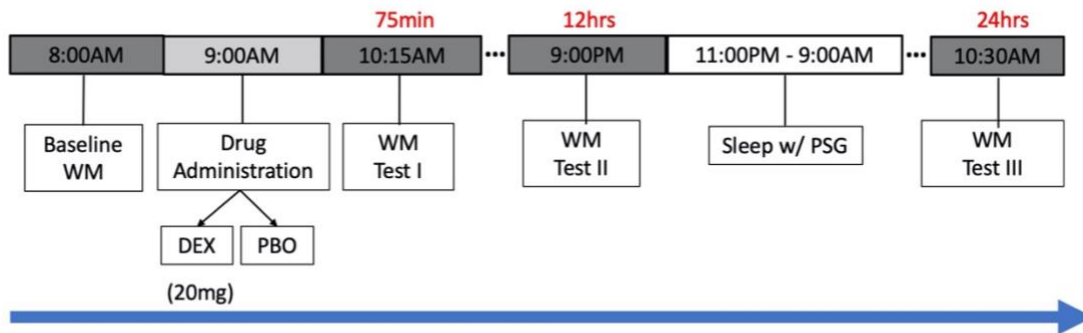 75min
12hrs
24hrs
8:00AM
9:00AM
10:15AM
•••
9:00PM
11:00PM - 9:00AM
•••
10:30AM
Baseline
WM
Drug
Administration
WM
Test I
WM
Test II
Sleep w/ PSG
WM
Test III
DEX
PBO
(20mg)